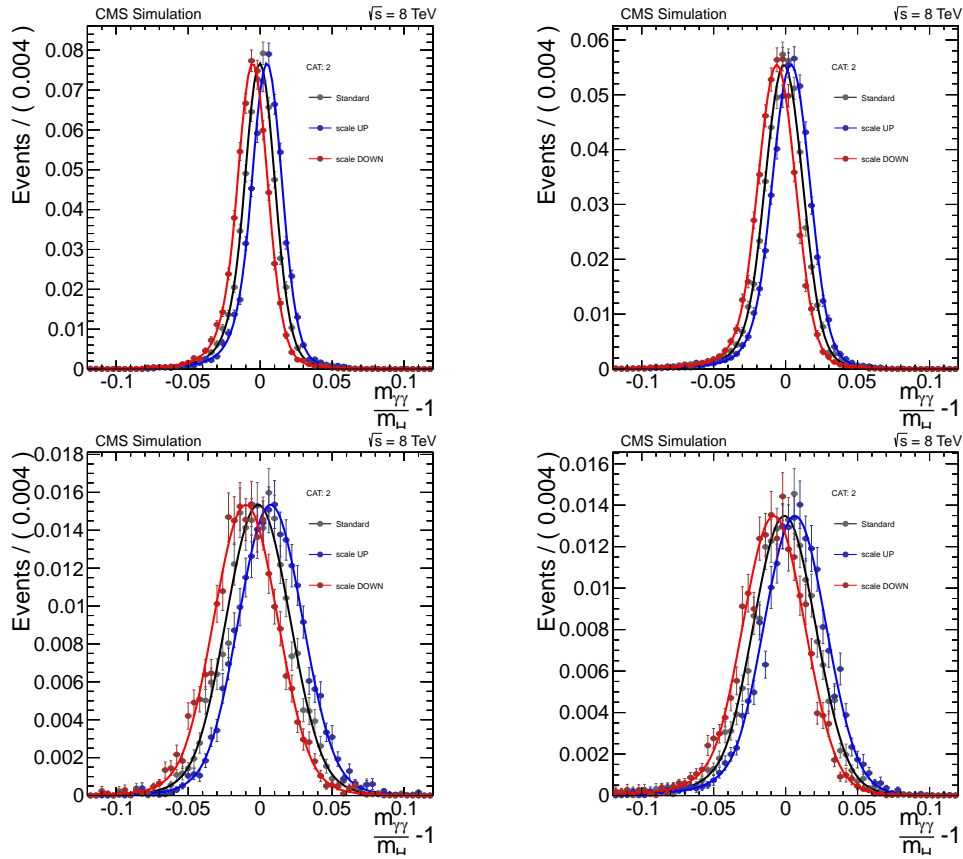 CMS Simulation √s = 8 TeV
Events / ( 0.004 )
0.08
0.07
0.06
0.05
0.04
0.03
0.02
0.01
0
CAT: 2
Standard
scale UP
scale DOWN
-0.1 -0.05 0 0.05 0.1
mγγ
mH -1
CMS Simulation √s = 8 TeV
Events / ( 0.004 )
0.06
0.05
0.04
0.03
0.02
0.01
0
CAT: 2
Standard
scale UP
scale DOWN
-0.1 -0.05 0 0.05 0.1
mγγ
mH -1
CMS Simulation √s = 8 TeV
Events / ( 0.004 )
0.018
0.016
0.014
0.012
0.01
0.008
0.006
0.004
0.002
0
CAT: 2
Standard
scale UP
scale DOWN
-0.1 -0.05 0 0.05 0.1
mγγ
mH -1
CMS Simulation √s = 8 TeV
Events / ( 0.004 )
0.016
0.014
0.012
0.01
0.008
0.006
0.004
0.002
0
CAT: 2
Standard
scale UP
scale DOWN
-0.1 -0.05 0 0.05 0.1
mγγ
mH -1